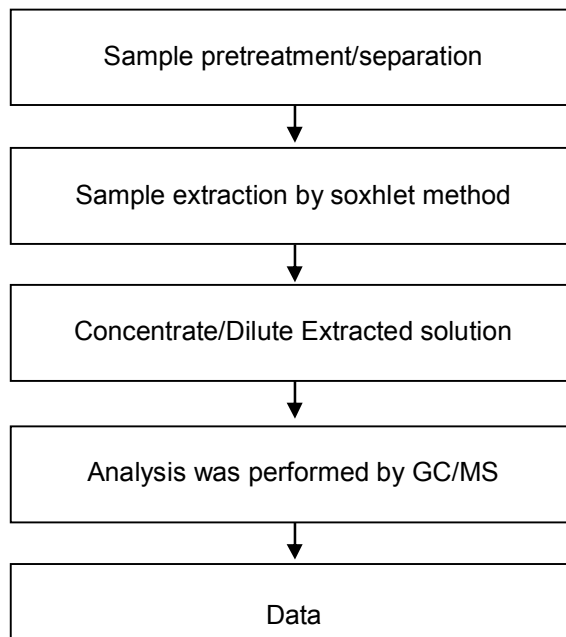 Sample pretreatment/separation
Sample extraction by soxhlet method
Concentrate/Dilute Extracted solution
Analysis was performed by GC/MS
Data